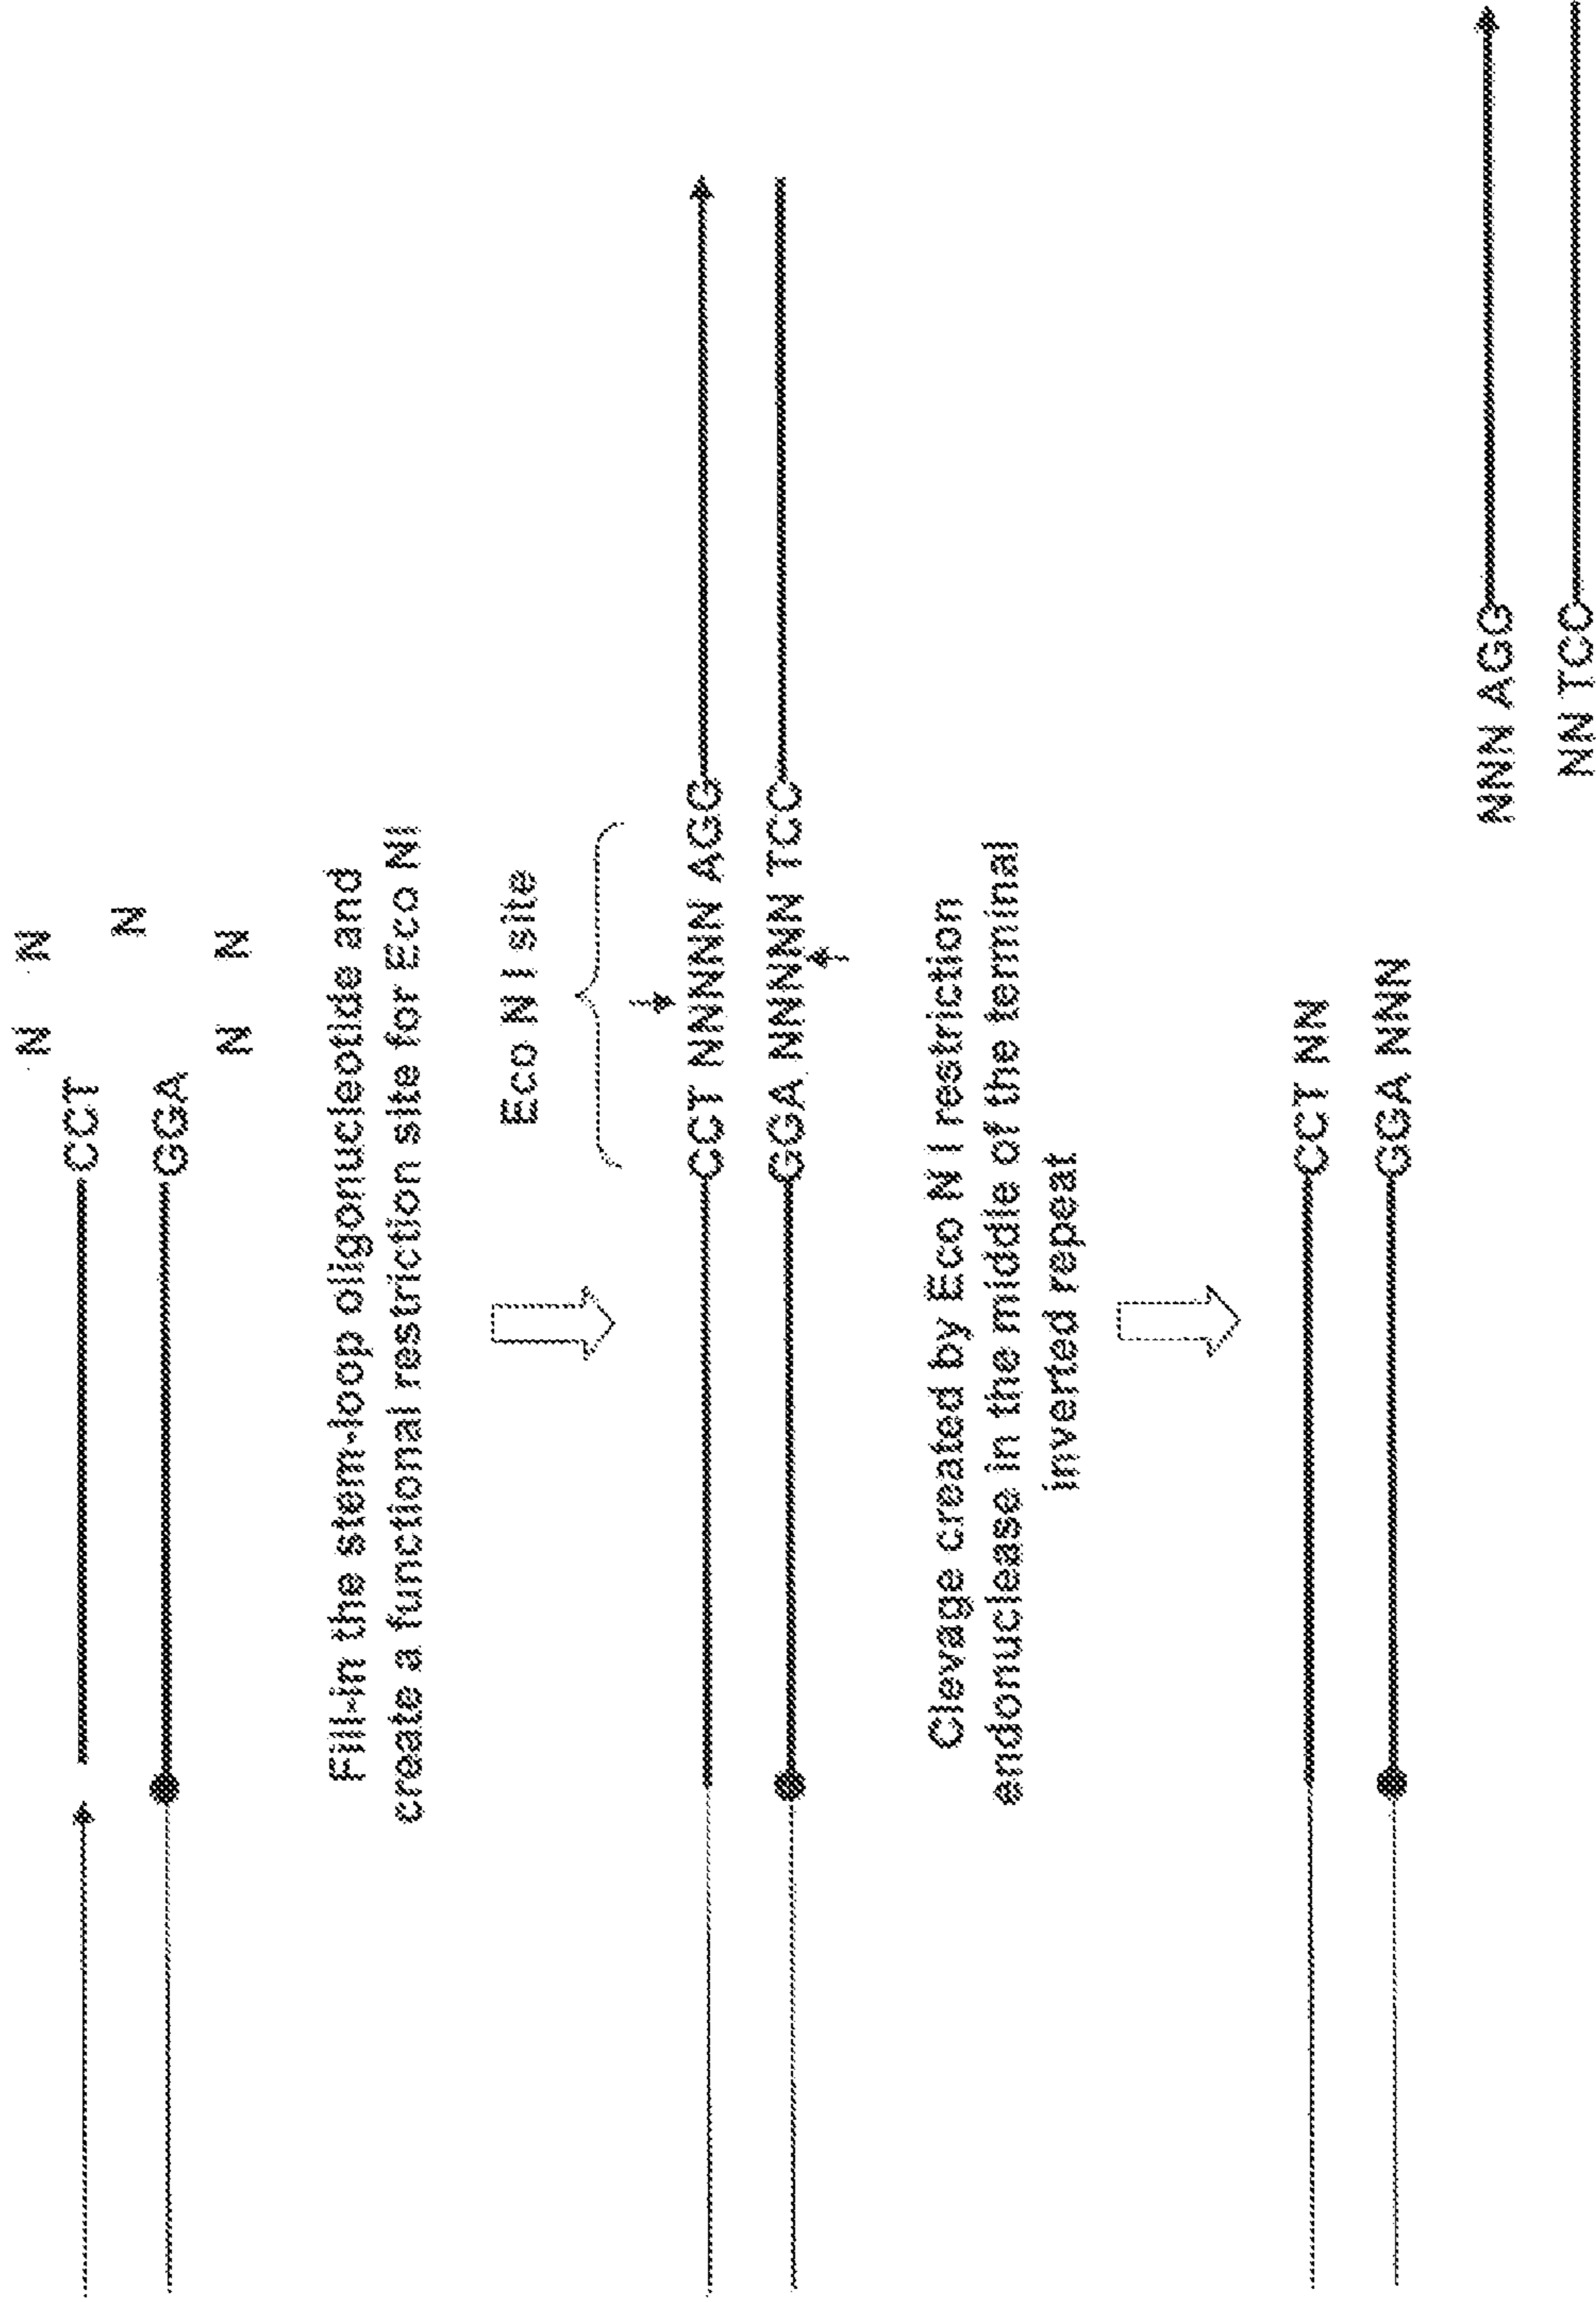 N N
CCT
N
GGA
N N
Fill-in the stem-loop oligonucleotide and
create a functional restriction site for Eco NI
Eco N I site
CCT NNNNN AGG
GGA NNNNN TCC
Clevage created by Eco N I restriction
endonuclease in the middle of the terminal
inverted repeat
CCT NN
GGA NNN
NNN AGG
NN TCC